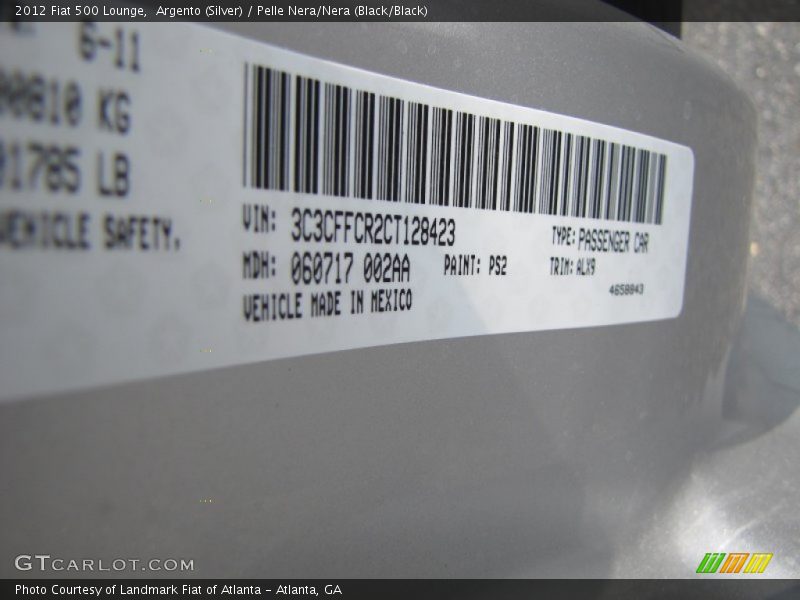 2012 Fiat 500 Lounge, Argento (Silver) / Pelle Nera/Nera (Black/Black)
6-11
00810 KG
01785 LB
VEHICLE SAFETY,
VIN: 3C3CFFCR2CT128423
TYPE: PASSENGER CAR
MDH: 060717 002AA
PAINT: PS2
TRIM: ALX9
4658843
VEHICLE MADE IN MEXICO
GTCARLOT.COM
Photo Courtesy of Landmark Fiat of Atlanta - Atlanta, GA